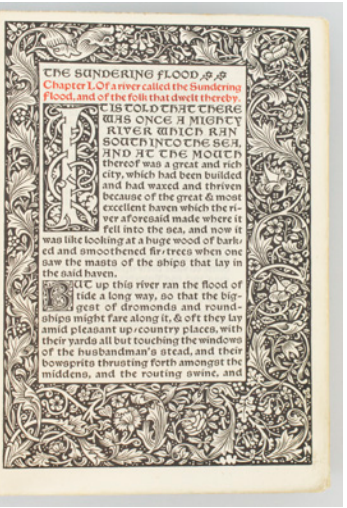 THE SUNDERING FLOOD
Chapter I. Of a river called the Sundering
Flood, and of the folk that dwelt thereby.
IT IS TOLD THAT THERE
WAS ONCE A MIGHTY
RIVER WHICH RAN
SOUTH INTO THE SEA,
AND AT THE MOUTH
thereof was a great and rich
city, which had been builded
and had waxed and thriven
because of the great & most
excellent haven which the ri-
ver aforesaid made where it
fell into the sea, and now it
was like looking at a huge wood of bark-
ed and smoothened fir-trees when one
saw the masts of the ships that lay in
the said haven.
BUT up this river ran the flood of
tide a long way, so that the big-
gest of dromonds and round-
ships might fare along it, & oft they lay
amid pleasant up-country places, with
their yards all but touching the windows
of the husbandman's stead, and their
bowsprits thrusting forth amongst the
middens, and the routing swine, and